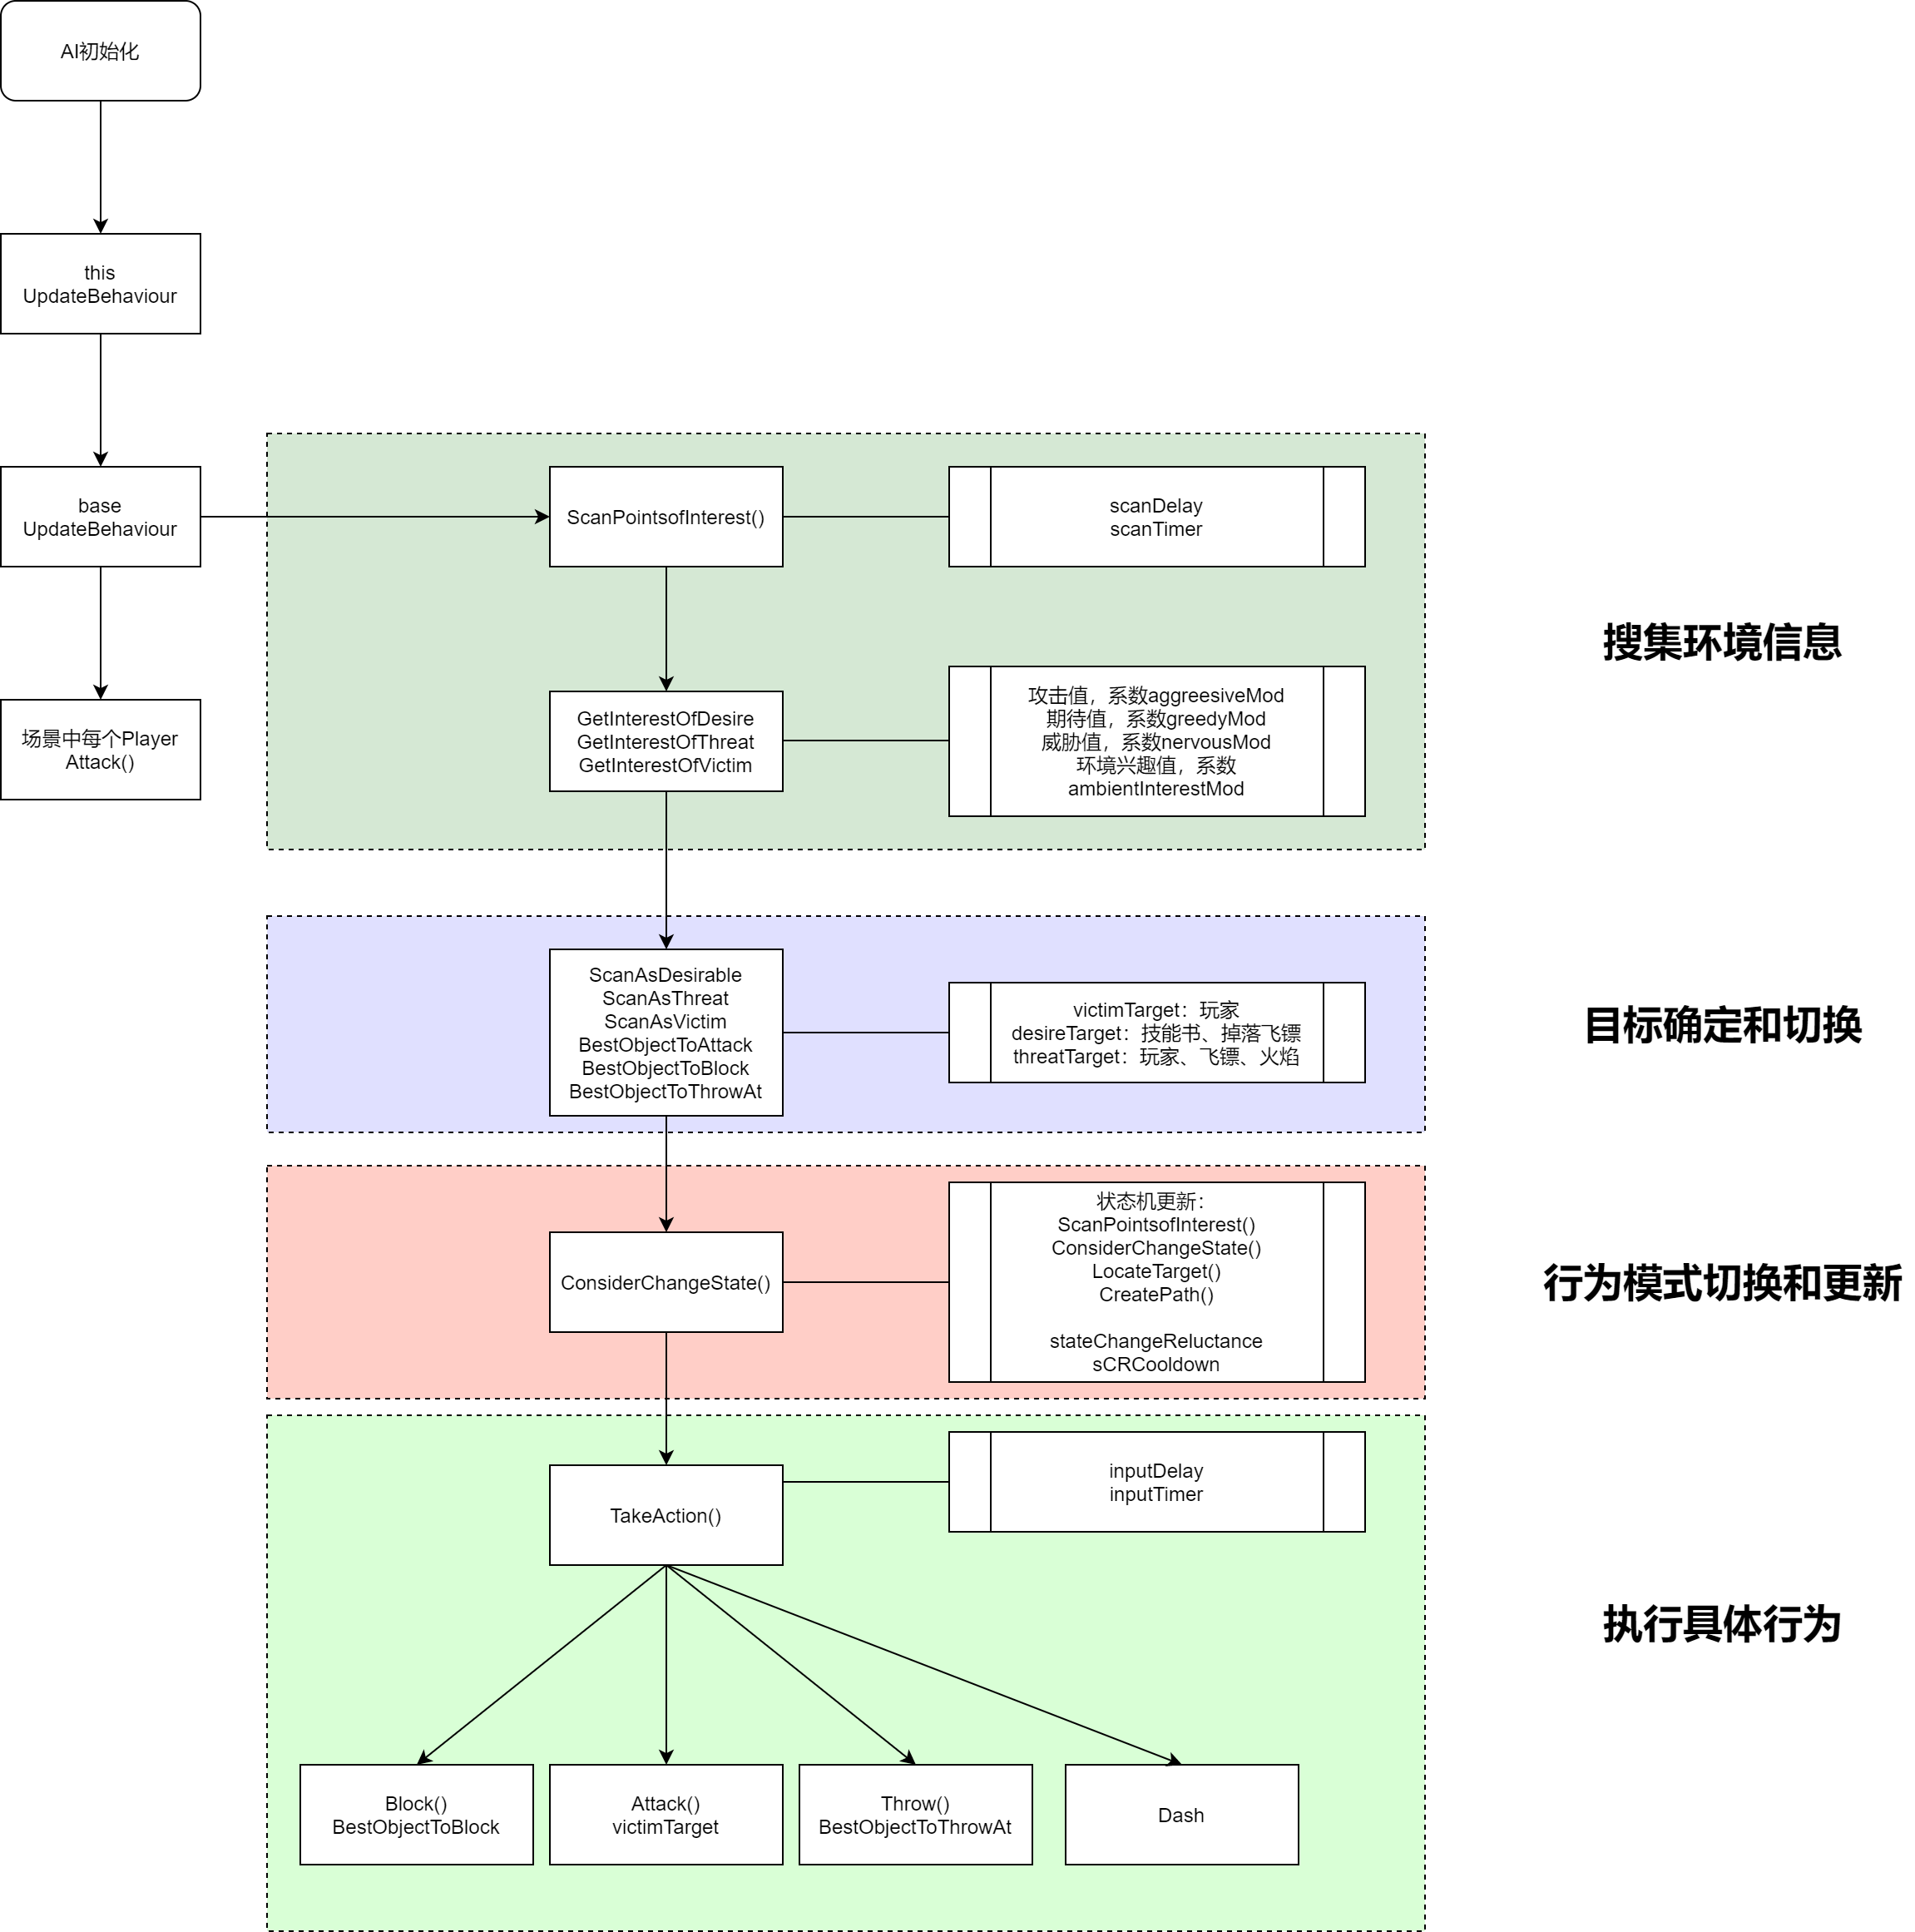 AI初始化
this
UpdateBehaviour
base
UpdateBehaviour
场景中每个Player
Attack()
ScanPointsofInterest()
scanDelay
scanTimer
GetInterestOfDesire
GetInterestOfThreat
GetInterestOfVictim
攻击值，系数aggreesiveMod
期待值，系数greedyMod
威胁值，系数nervousMod
环境兴趣值，系数
ambientInterestMod
搜集环境信息
ScanAsDesirable
ScanAsThreat
ScanAsVictim
BestObjectToAttack
BestObjectToBlock
BestObjectToThrowAt
victimTarget：玩家
desireTarget：技能书、掉落飞镖
threatTarget：玩家、飞镖、火焰
目标确定和切换
ConsiderChangeState()
状态机更新：
ScanPointsofInterest()
ConsiderChangeState()
LocateTarget()
CreatePath()
stateChangeReluctance
sCRCooldown
行为模式切换和更新
TakeAction()
inputDelay
inputTimer
执行具体行为
Block()
BestObjectToBlock
Attack()
victimTarget
Throw()
BestObjectToThrowAt
Dash